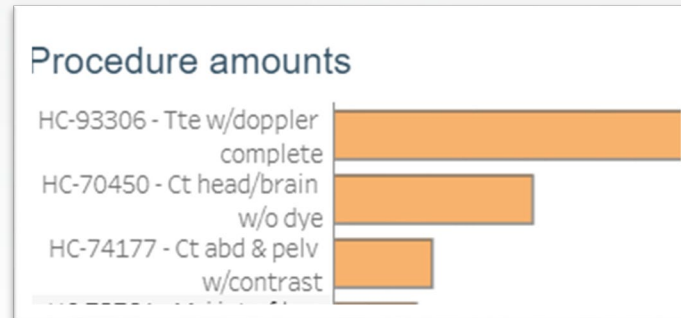 Procedure amounts
HC-93306 - Tte w/doppler
complete
HC-70450 - Ct head/brain
w/o dye
HC-74177 - Ct abd & pelv
w/contrast